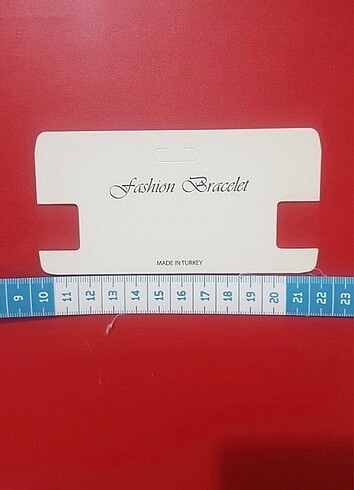 Fashion Bracelet
MADE IN TURKEY
9 10 11 12 13 14 15 16 17 18 19 20 21 22 23